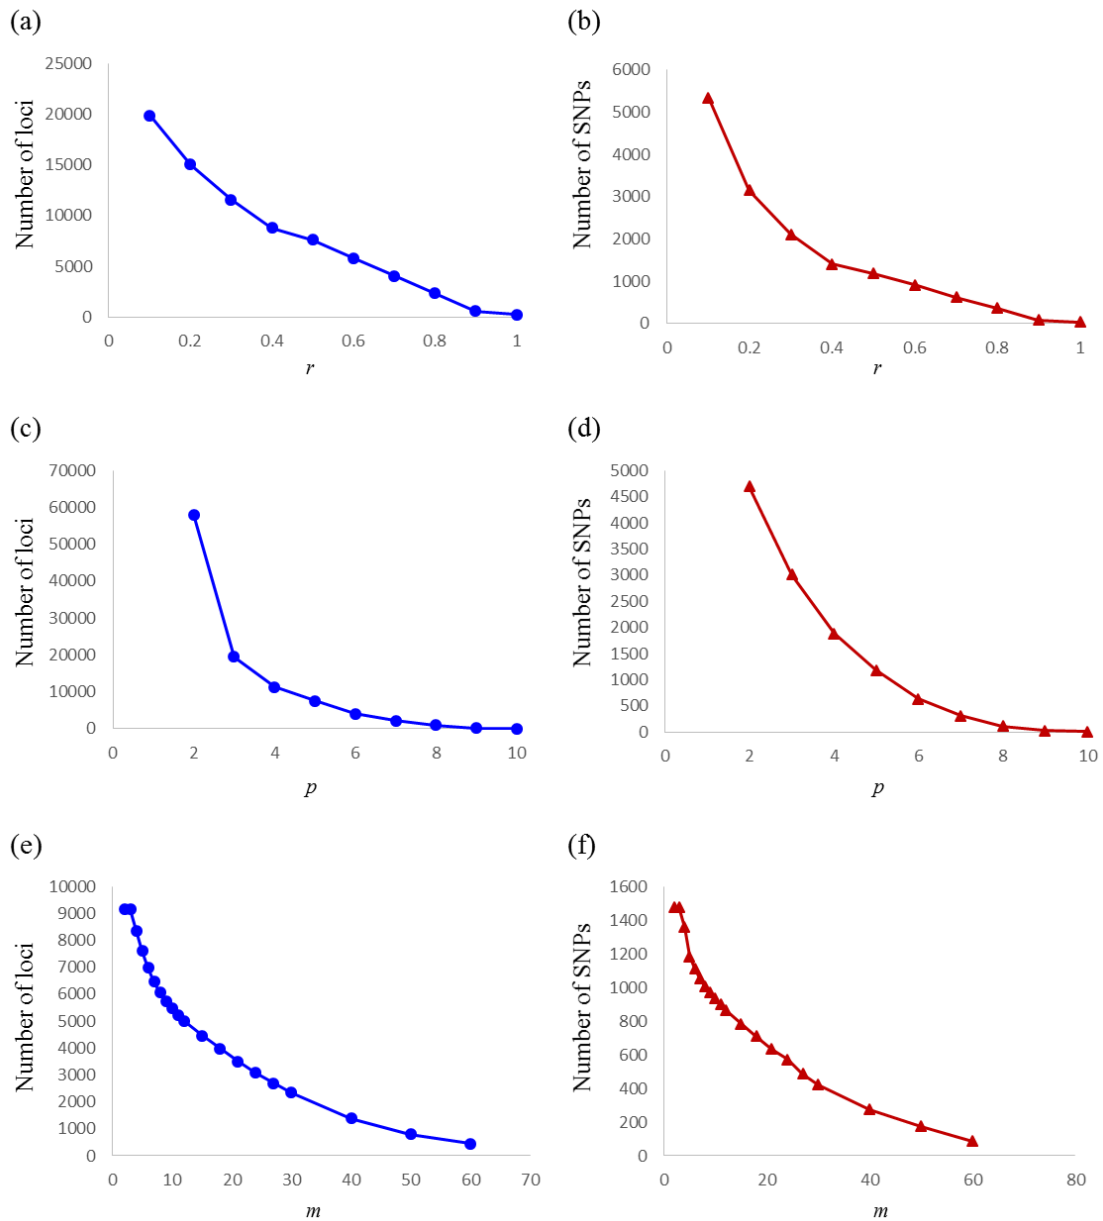 (a)
25000
20000
15000
10000
5000
0
0 0.2 0.4 0.6 0.8 1
Number of loci
r
(b)
6000
5000
4000
3000
2000
1000
0
0 0.2 0.4 0.6 0.8 1
Number of SNPs
r
(c)
70000
60000
50000
40000
30000
20000
10000
0
0 2 4 6 8 10
Number of loci
p
(d)
5000
4500
4000
3500
3000
2500
2000
1500
1000
500
0
0 2 4 6 8 10
Number of SNPs
p
(e)
10000
9000
8000
7000
6000
5000
4000
3000
2000
1000
0
0 10 20 30 40 50 60 70
Number of loci
m
(f)
1600
1400
1200
1000
800
600
400
200
0
0 20 40 60 80
Number of SNPs
m